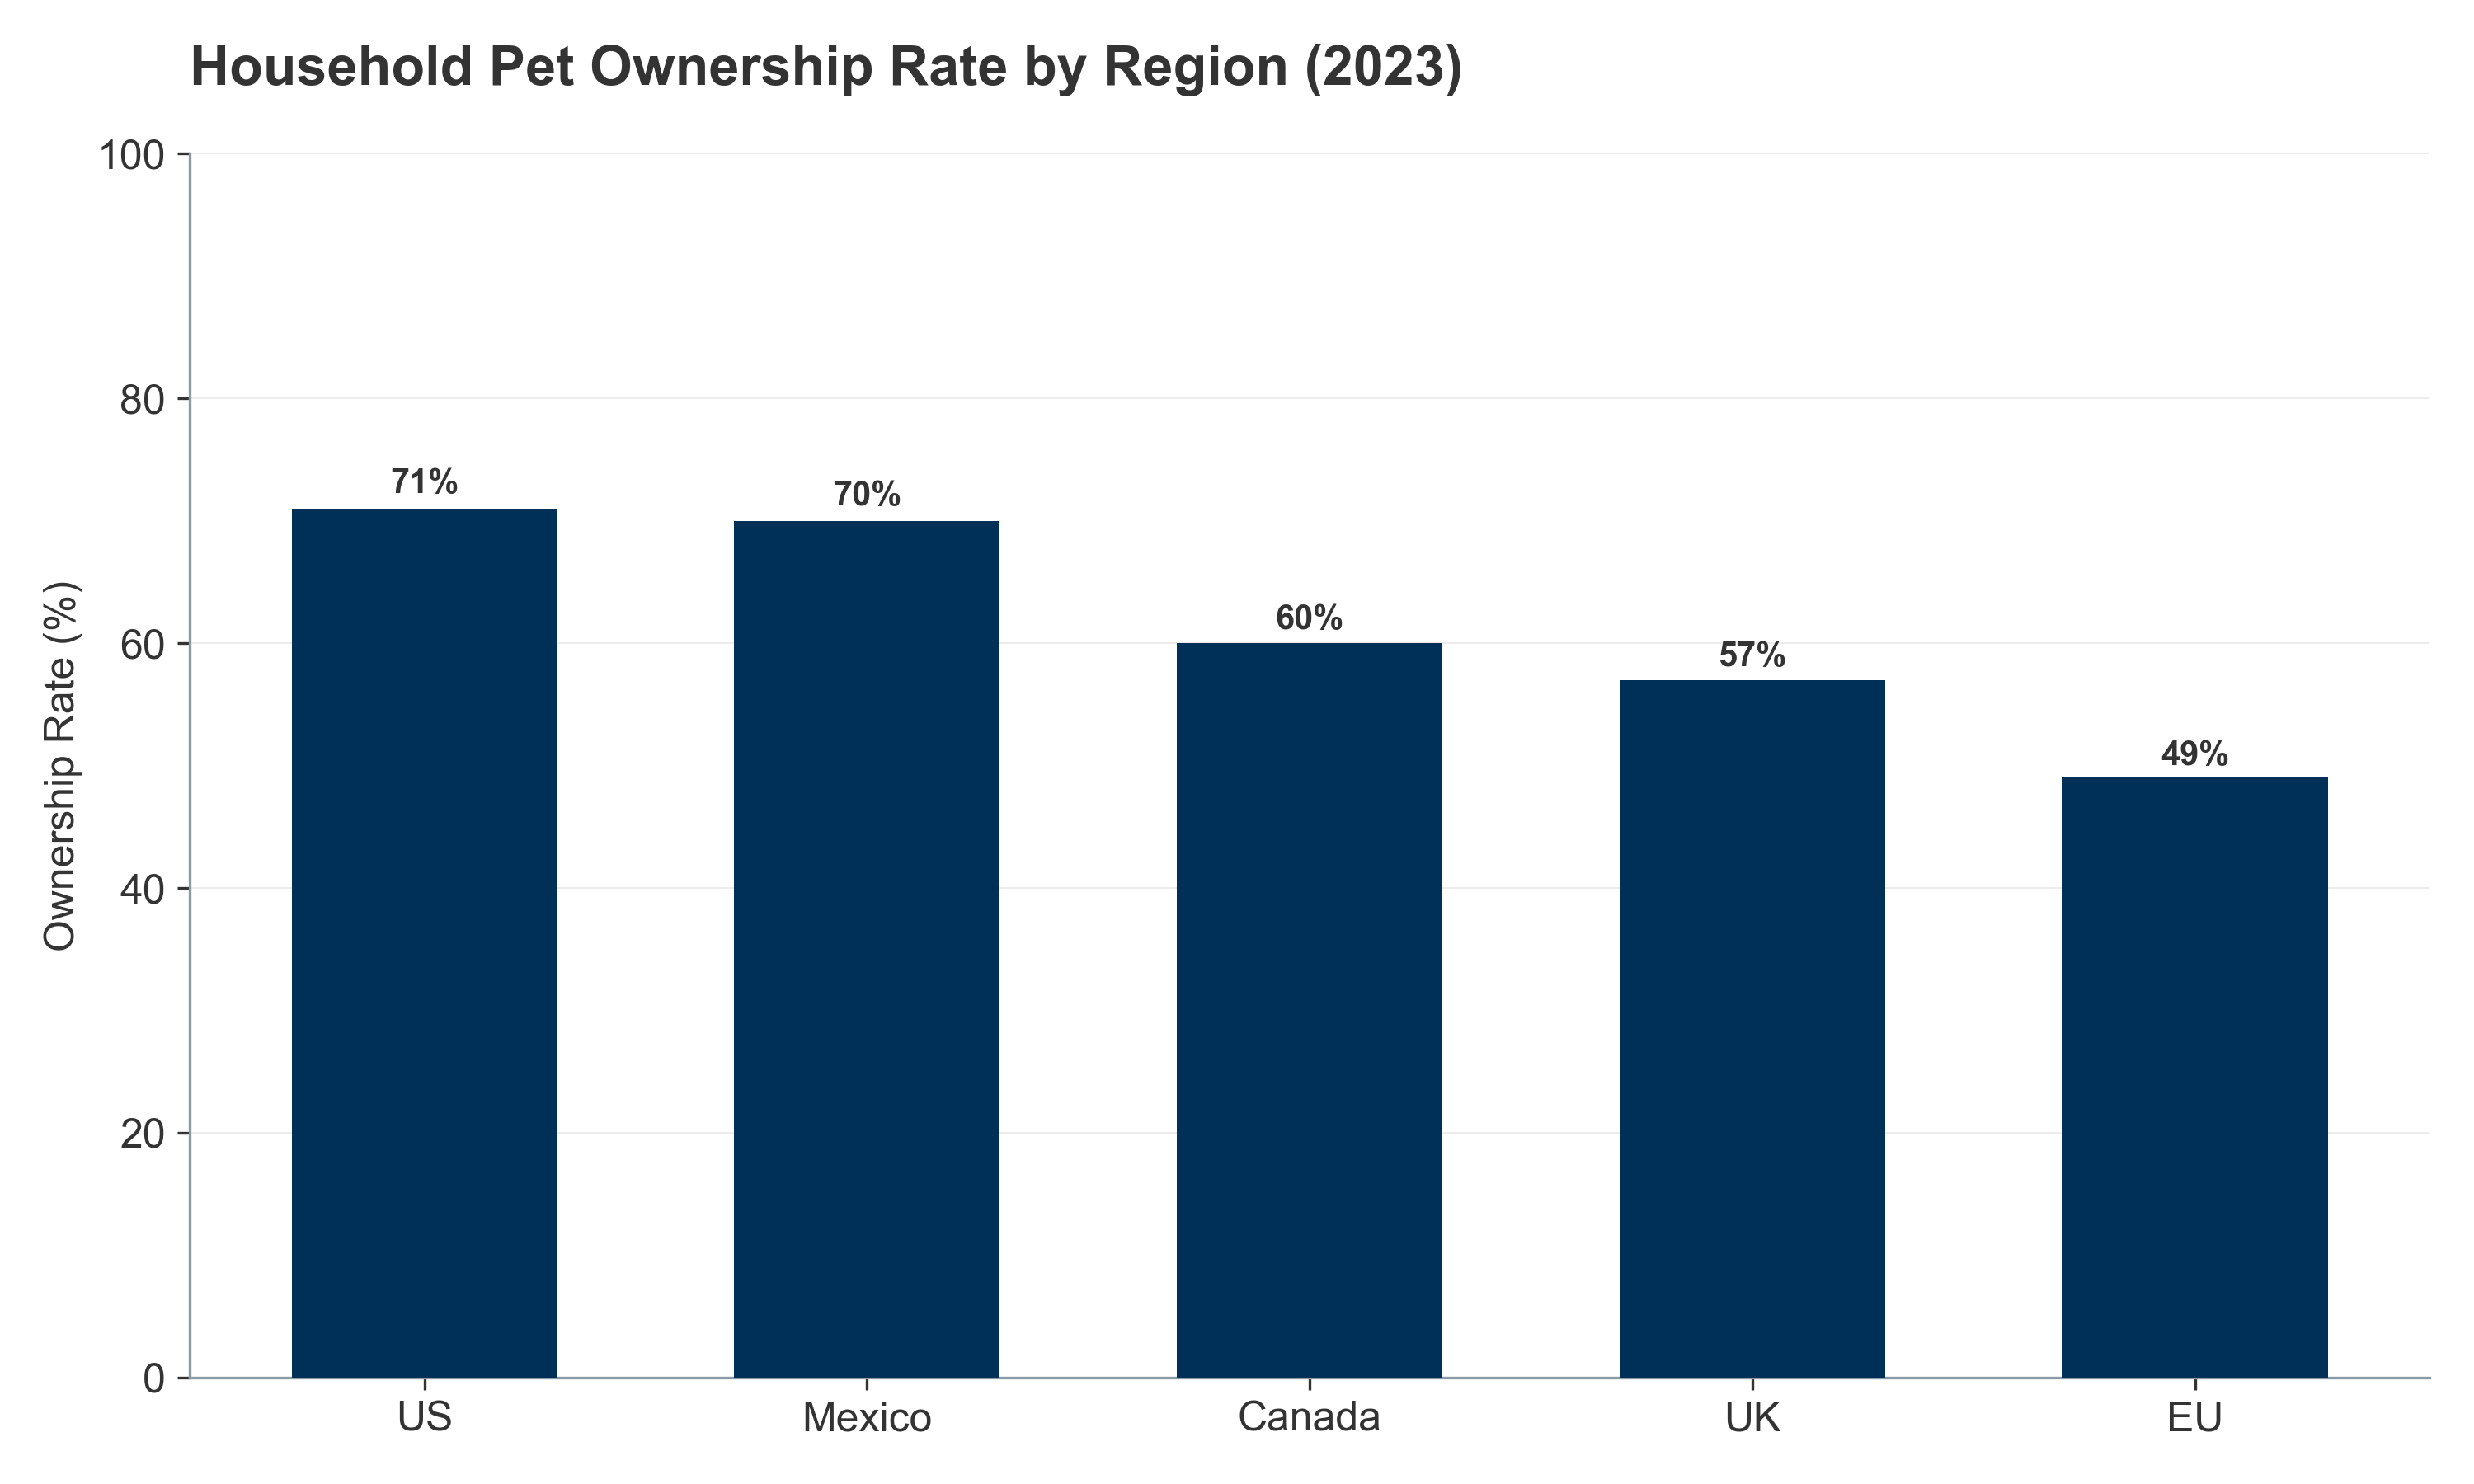 Household Pet Ownership Rate by Region (2023)
Ownership Rate (%)
100
80
60
40
20
0
71%
70%
60%
57%
49%
US
Mexico
Canada
UK
EU